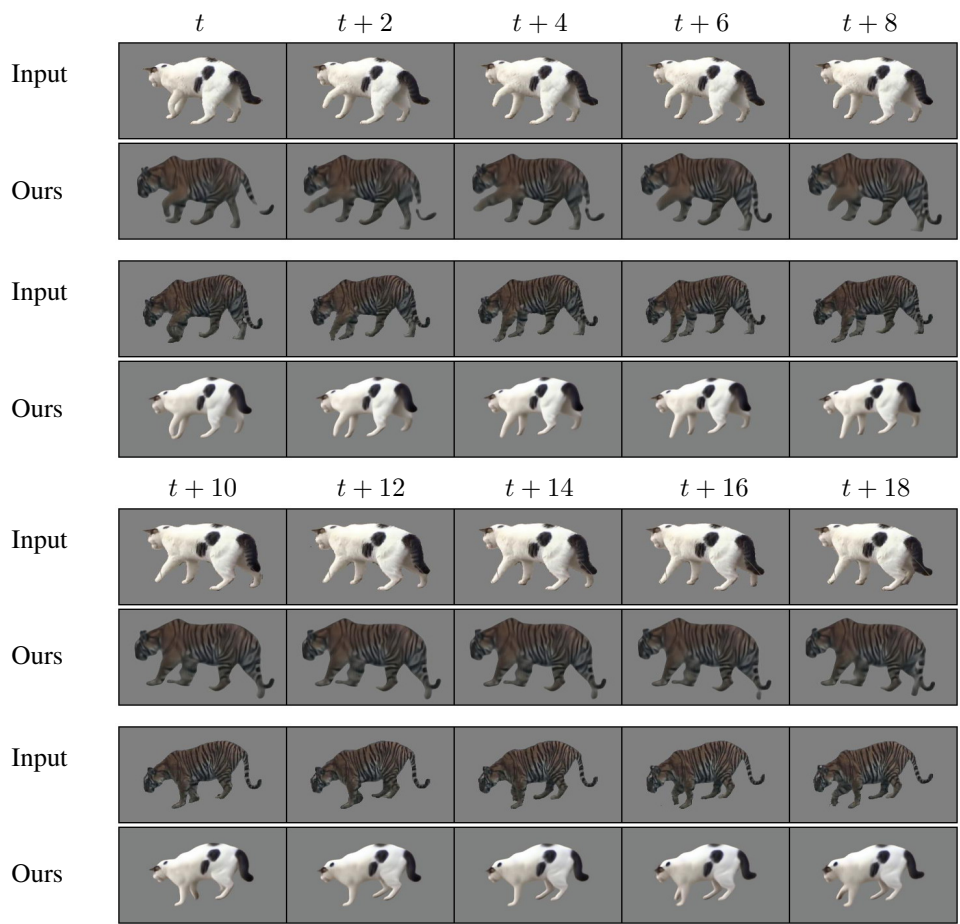 t t + 2 t + 4 t + 6 t + 8
Input
Ours
Input
Ours
t + 10 t + 12 t + 14 t + 16 t + 18
Input
Ours
Input
Ours